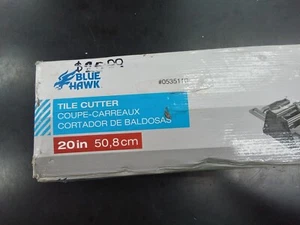 BLUE
HAWK
TILE CUTTER
COUPE-CARREAUX
CORTADOR DE BALDOSAS
20in 50,8cm